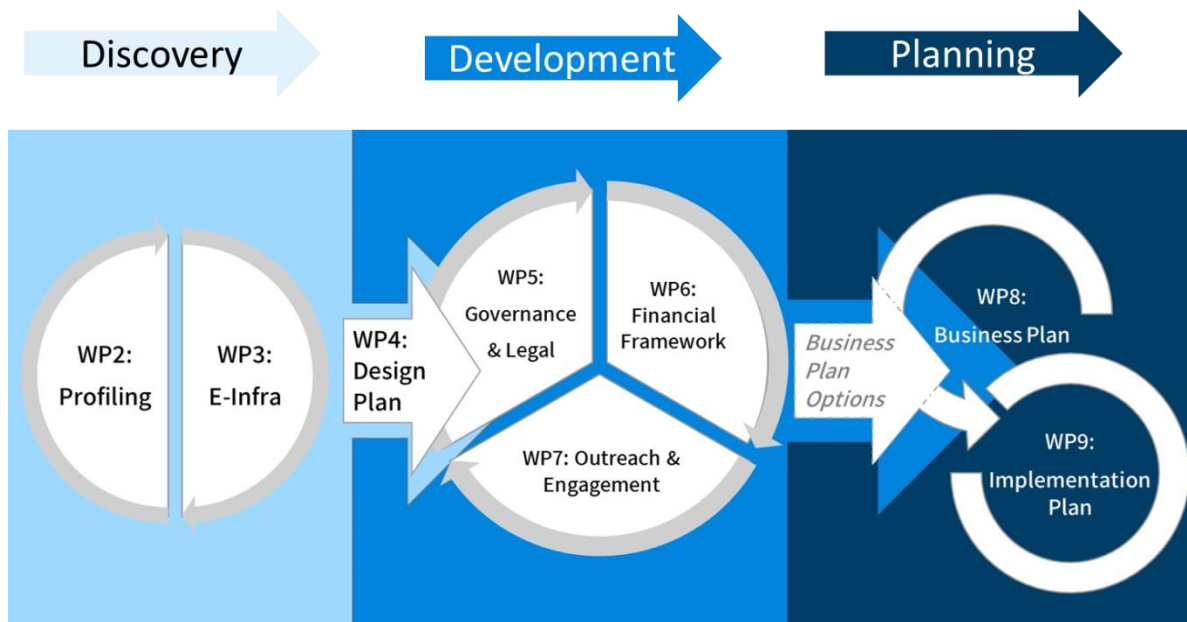 Discovery
Development
Planning
WP2:
Profiling
WP3:
E-Infra
WP4:
Design
Plan
WP5:
Governance
& Legal
WP6:
Financial
Framework
WP7: Outreach &
Engagement
Business
Plan
Options
WP8:
Business Plan
WP9:
Implementation
Plan